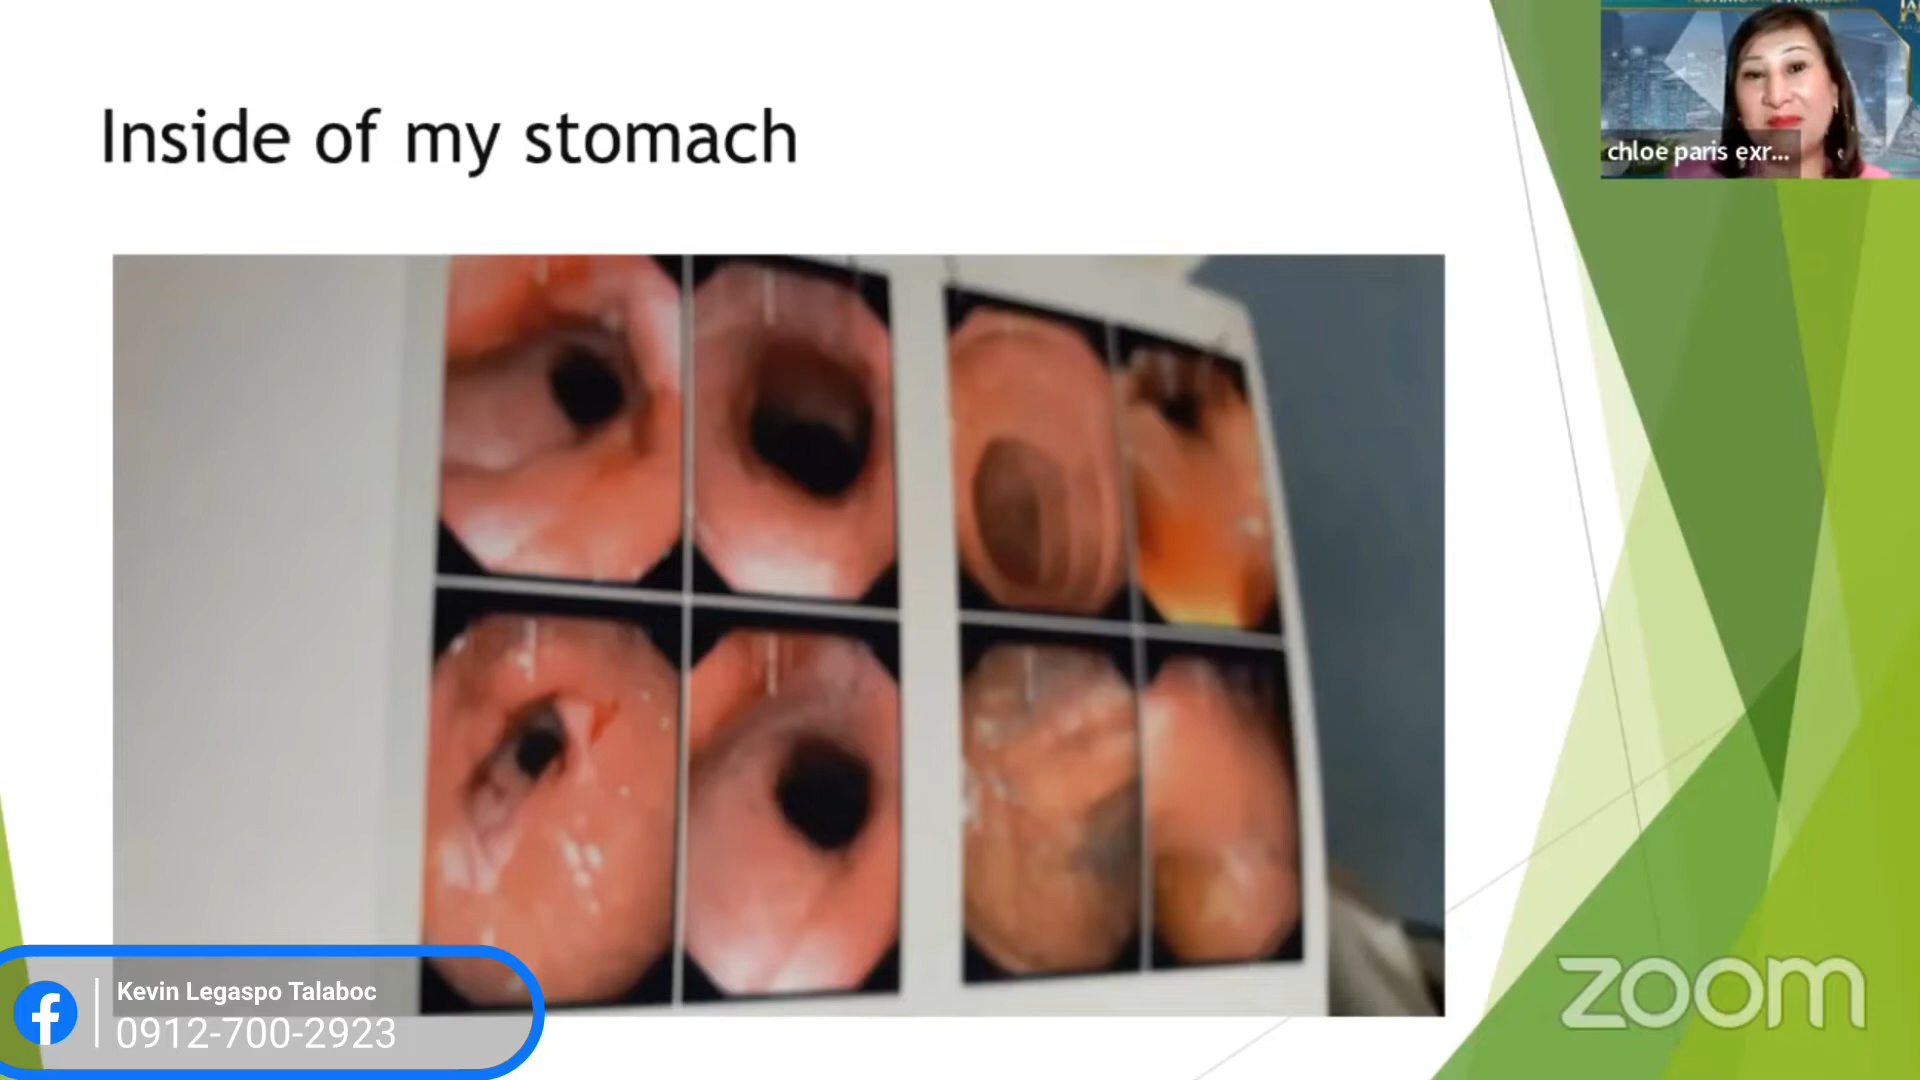 Inside of my stomach
chloe paris exr...
Kevin Legaspo Talaboc
0912-700-2923
zoom